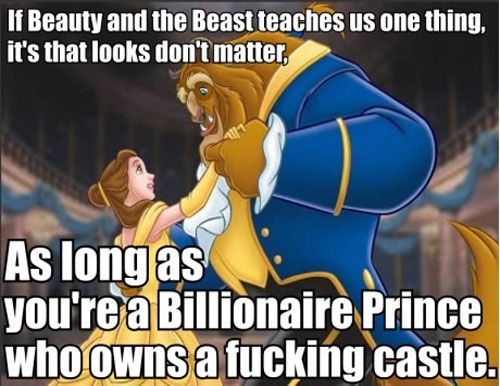 If Beauty and the Beast teaches us one thing,
it's that looks don't matter,
As long as
you're a Billionaire Prince
who owns a fucking castle.